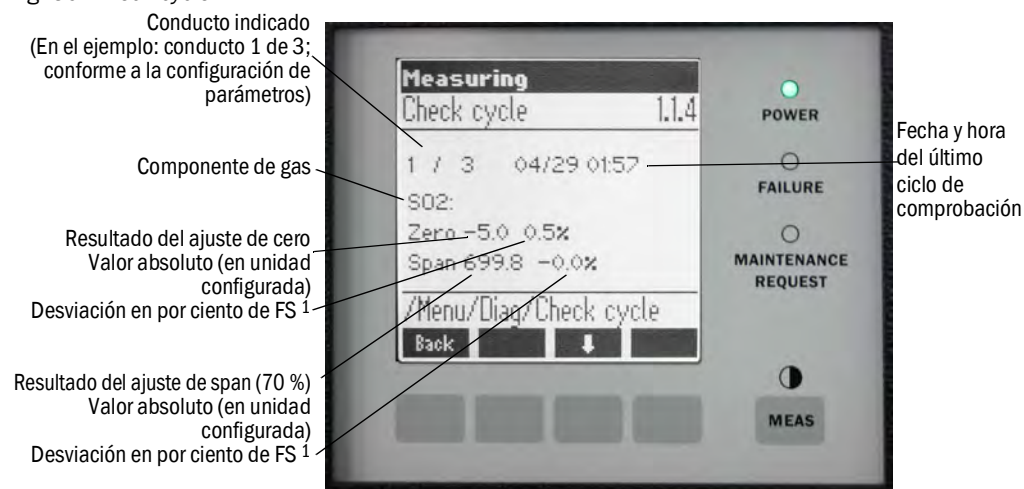 Conducto indicado
(En el ejemplo: conducto 1 de 3;
conforme a la configuración de
parámetros)
Componente de gas
Resultado del ajuste de cero
Valor absoluto (en unidad
configurada)
Desviación en por ciento de FS 1
Resultado del ajuste de span (70 %)
Valor absoluto (en unidad
configurada)
Desviación en por ciento de FS 1
Measuring
Check cycle 1.1.4
1 / 3 04/29 01:57
SO2:
Zero -5.0 0.5%
Span 699.8 -0.0%
/Menu/Diag/Check cycle
Back
POWER
FAILURE
MAINTENANCE
REQUEST
MEAS
Fecha y hora
del último
ciclo de
comprobación